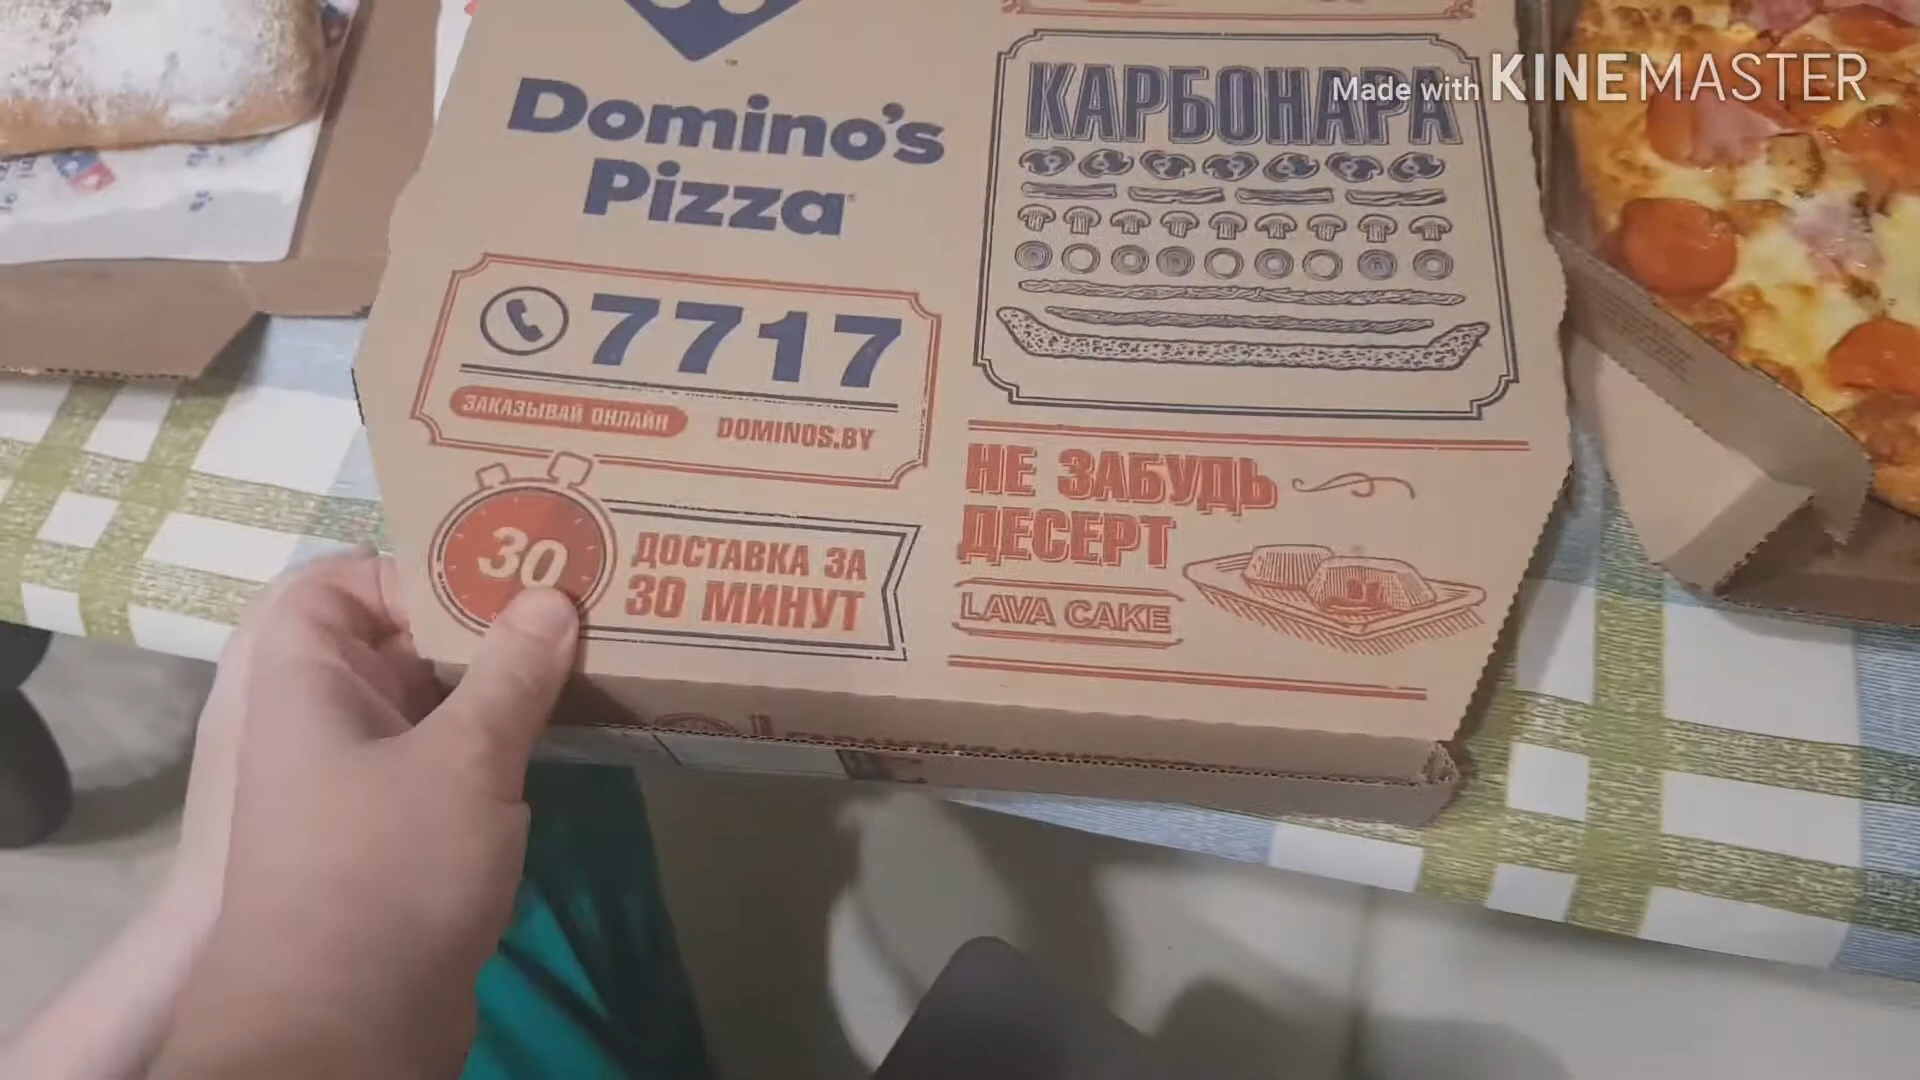 Domino's
Pizza
7717
ЗАКАЗЫВАЙ ОНЛАЙН
DOMINOS.BY
30
ДОСТАВКА ЗА
30 МИНУТ
КАРБОНАРА
НЕ ЗАБУДЬ
ДЕСЕРТ
LAVA CAKE
Made with KINEMASTER